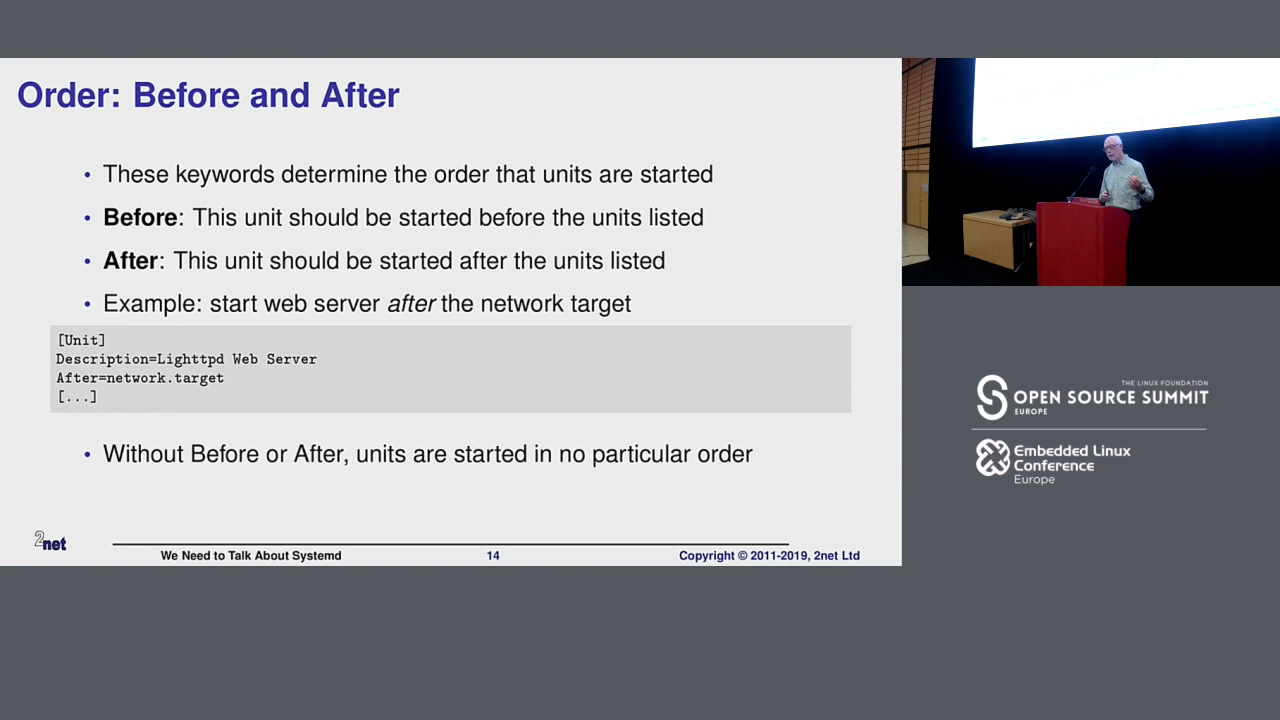 Order: Before and After
• These keywords determine the order that units are started
• Before: This unit should be started before the units listed
• After: This unit should be started after the units listed
• Example: start web server after the network target
[Unit]
Description=Lighttpd Web Server
After=network.target
[...]
• Without Before or After, units are started in no particular order
2net
We Need to Talk About Systemd 14 Copyright © 2011-2019, 2net Ltd
THE LINUX FOUNDATION
OPEN SOURCE SUMMIT
EUROPE
Embedded Linux
Conference
Europe